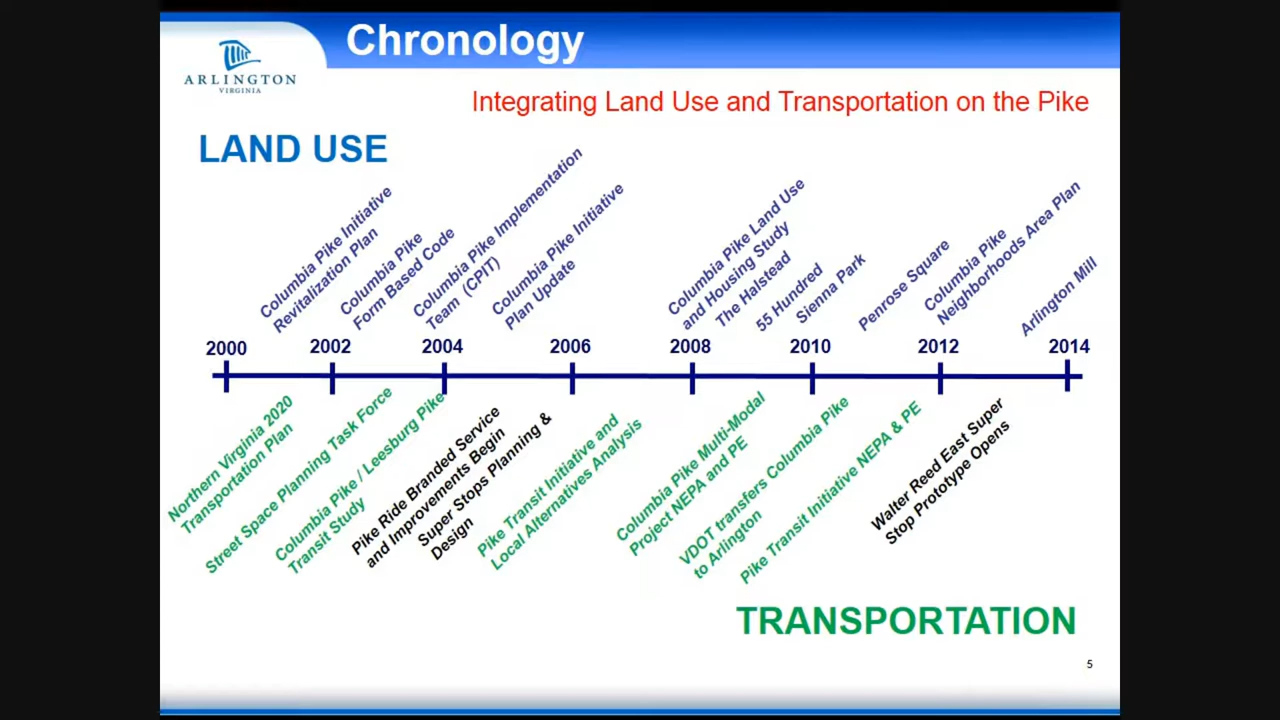 Chronology
ARLINGTON
VIRGINIA
Integrating Land Use and Transportation on the Pike
LAND USE
Columbia Pike Initiative
Revitalization Plan
Columbia Pike
Form Based Code
Columbia Pike Implementation
Team (CPIT)
Columbia Pike Initiative
Plan Update
Columbia Pike Land Use
and Housing Study
The Halstead
55 Hundred
Sienna Park
Penrose Square
Columbia Pike
Neighborhoods Area Plan
Arlington Mill
2000 2002 2004 2006 2008 2010 2012 2014
Northern Virginia 2020
Transportation Plan
Street Space Planning Task Force
Columbia Pike / Leesburg Pike
Transit Study
Pike Ride Branded Service
and Improvements Begin
Super Stops Planning &
Design
Pike Transit Initiative and
Local Alternatives Analysis
Columbia Pike Multi-Modal
Project NEPA and PE
VDOT transfers Columbia Pike
to Arlington
Pike Transit Initiative NEPA & PE
Walter Reed East Super
Stop Prototype Opens
TRANSPORTATION
5